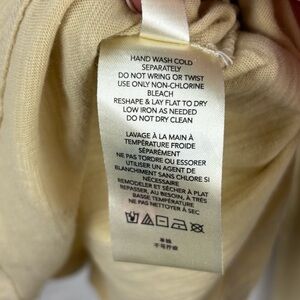 HAND WASH COLD
SEPARATELY
DO NOT WRING OR TWIST
USE ONLY NON-CHLORINE
BLEACH
RESHAPE & LAY FLAT TO DRY
LOW IRON AS NEEDED
DO NOT DRY CLEAN
LAVAGE À LA MAIN À
TEMPÉRATURE FROIDE
SÉPARÉMENT
NE PAS TORDRE OU ESSORER
UTILISER UN AGENT DE
BLANCHIMENT SANS CHLORE SI
NÉCESSAIRE
REMODELER ET SÉCHER À PLAT
REPASSER, AU BESOIN, À TRÈS
BASSE TEMPÉRATURE
NE PAS NETTOYER À SEC